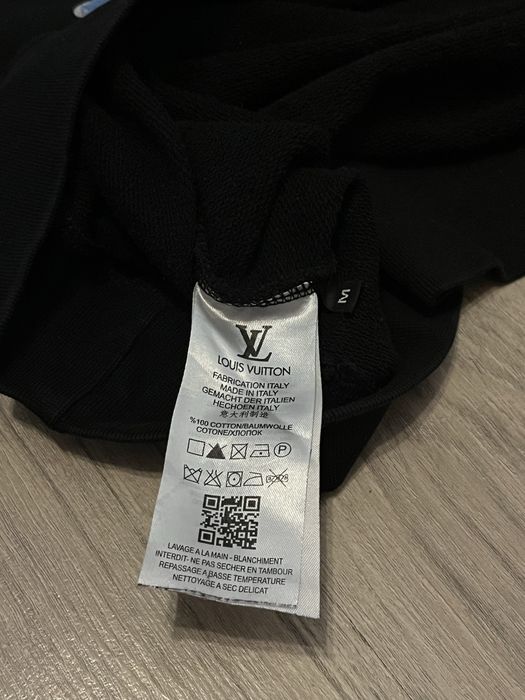 M
LV
LOUIS VUITTON
FABRICATION ITALY
MADE IN ITALY
GEMACHT DER ITALIEN
HECHOEN ITALY
意大利制造
%100 COTTON/BAUMWOLLE
COTONE/ХЛОПОК
P
LAVAGE A LA MAIN - BLANCHIMENT
INTERDIT- NE PAS SECHER EN TAMBOUR
REPASSAGE A BASSE TEMPERATURE
NETTOYAGE A SEC DELICAT